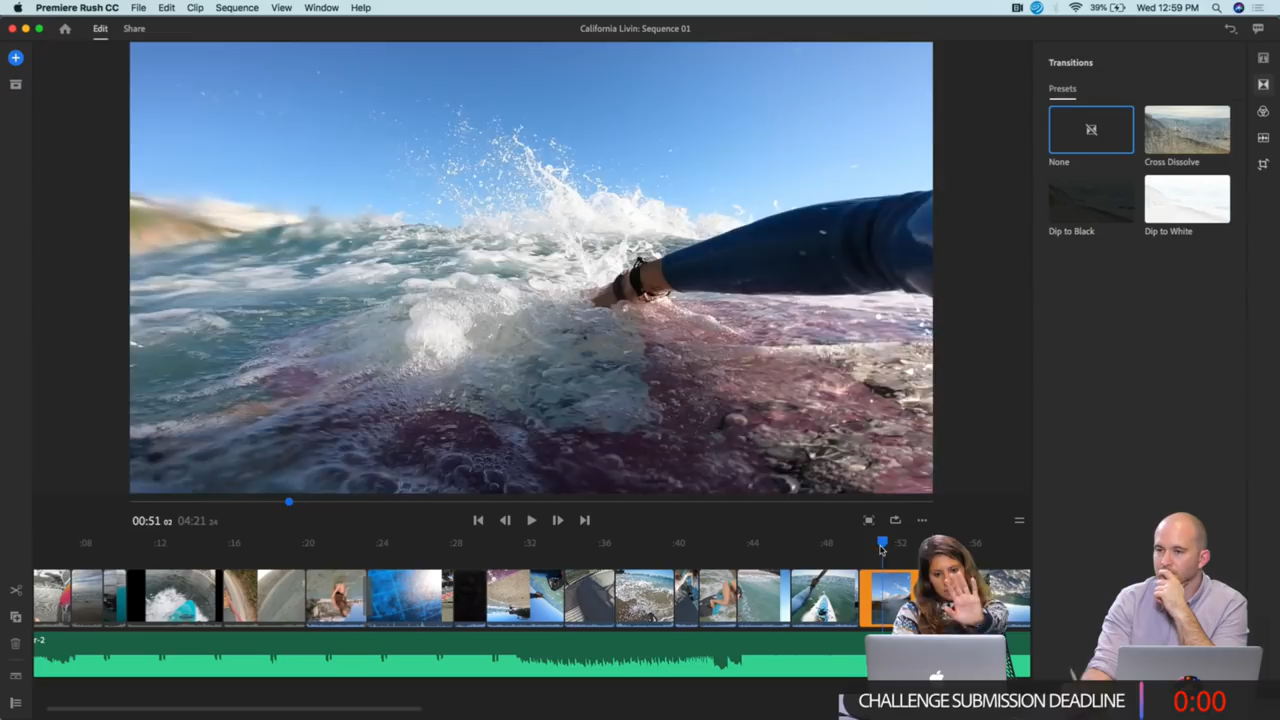 Premiere Rush CC File Edit Clip Sequence View Window Help 39% Wed 12:59 PM
Edit Share California Livin: Sequence 01
Transitions
Presets
None Cross Dissolve
Dip to Black Dip to White
00:51 02 04:21 24
:08 :12 :16 :20 :24 :28 :32 :36 :40 :44 :48 :52 :56
r-2
CHALLENGE SUBMISSION DEADLINE 0:00